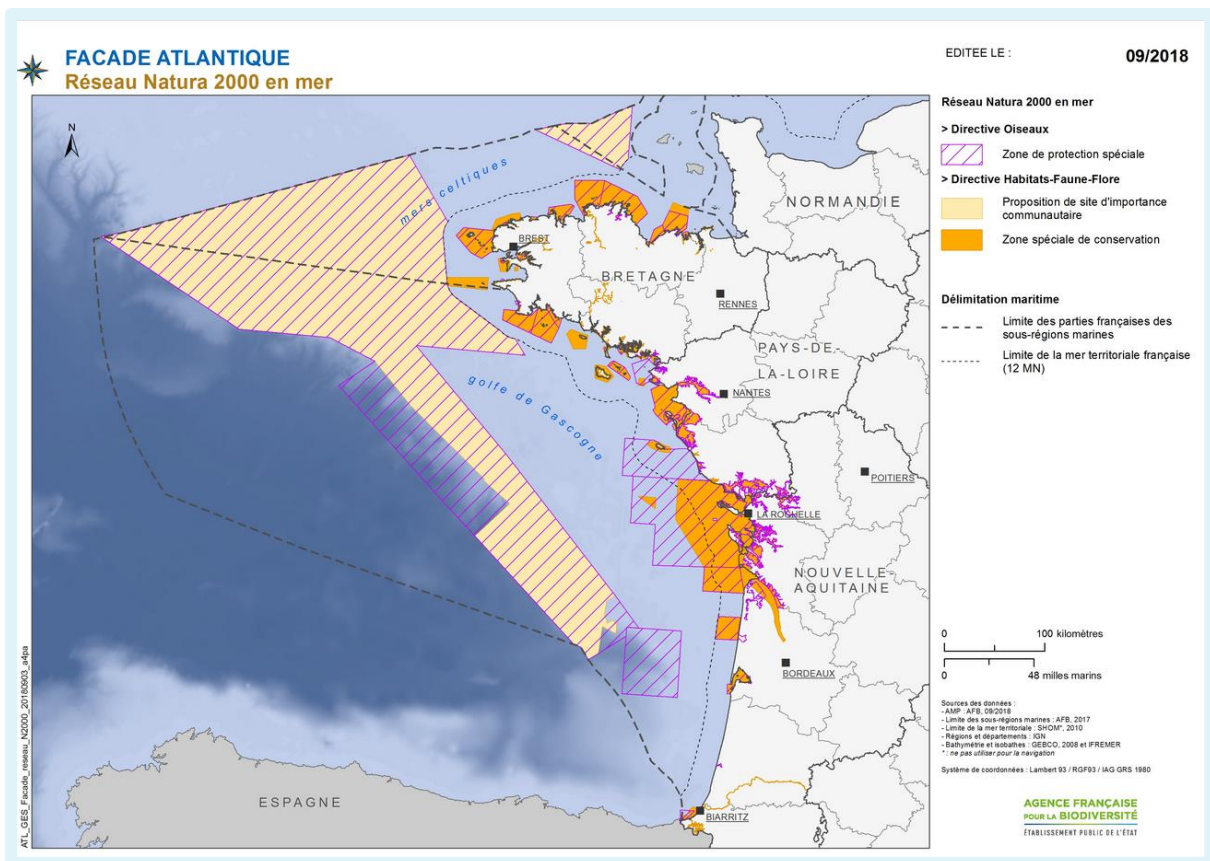 FACADE ATLANTIQUE
Réseau Natura 2000 en mer
EDITEE LE :
09/2018
N
mers celtiques
golfe de Gascogne
NORMANDIE
BREST
BRETAGNE
RENNES
PAYS-DE-
LA-LOIRE
NANTES
POITIERS
LA ROCHELLE
NOUVELLE-
AQUITAINE
BORDEAUX
BIARRITZ
ESPAGNE
Réseau Natura 2000 en mer
> Directive Oiseaux
Zone de protection spéciale
> Directive Habitats-Faune-Flore
Proposition de site d'importance
communautaire
Zone spéciale de conservation
Délimitation maritime
Limite des parties françaises des
sous-régions marines
Limite de la mer territoriale française
(12 MN)
0 100 kilomètres
0 48 milles marins
Sources des données :
- AMP : AFB, 09/2018
- Limite des sous-régions marines : AFB, 2017
- Limite de la mer territoriale : SHOM*, 2010
- Régions et départements : IGN
- Bathymétrie et isobathes : GEBCO, 2008 et IFREMER
* : ne pas utiliser pour la navigation
Système de coordonnées : Lambert 93 / RGF93 / IAG GRS 1980
AGENCE FRANÇAISE
POUR LA BIODIVERSITÉ
ÉTABLISSEMENT PUBLIC DE L'ÉTAT
ATL_GES_Facade_reseau_N2000_20180903_a4pa